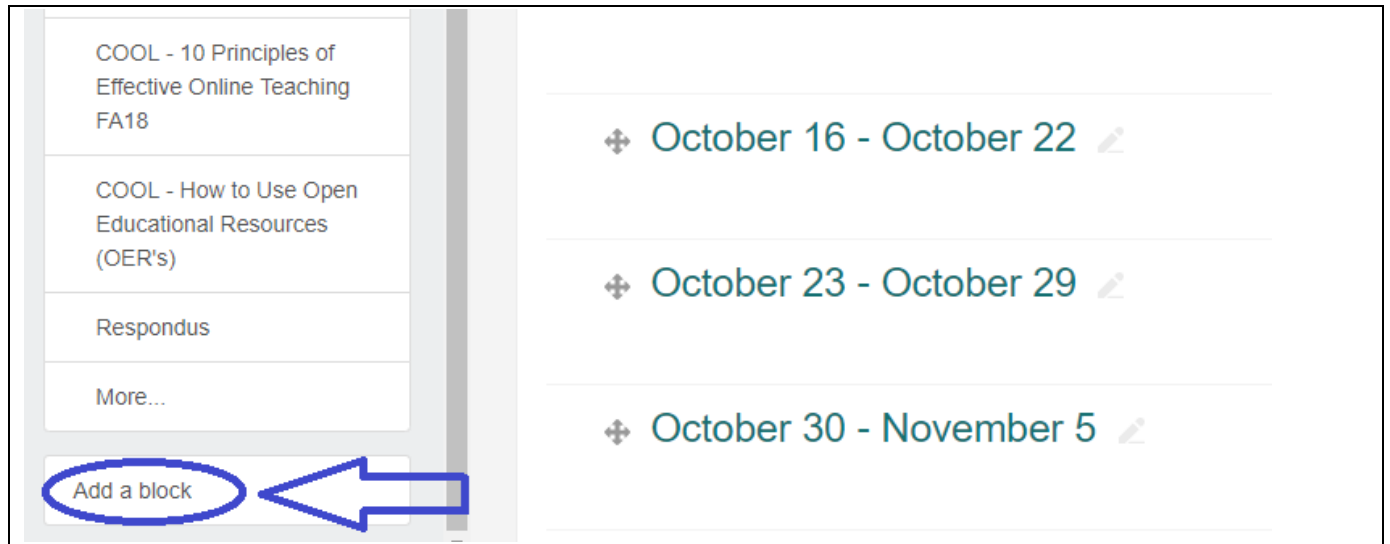 COOL - 10 Principles of
Effective Online Teaching
FA18
COOL - How to Use Open
Educational Resources
(OER's)
Respondus
More...
Add a block
October 16 - October 22
October 23 - October 29
October 30 - November 5